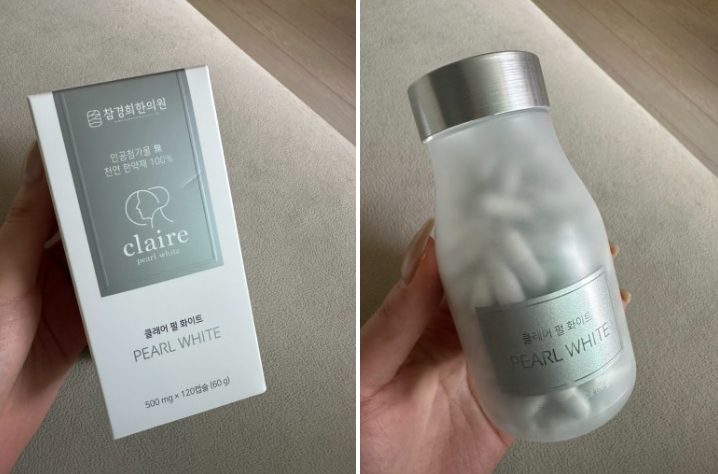 참경희한의원
인공첨가물 無
천연 한약재 100%
claire
pearl white
클레어 펄 화이트
PEARL WHITE
500 mg × 120캡슐 (60 g)
클레어 펄 화이트
PEARL WHITE